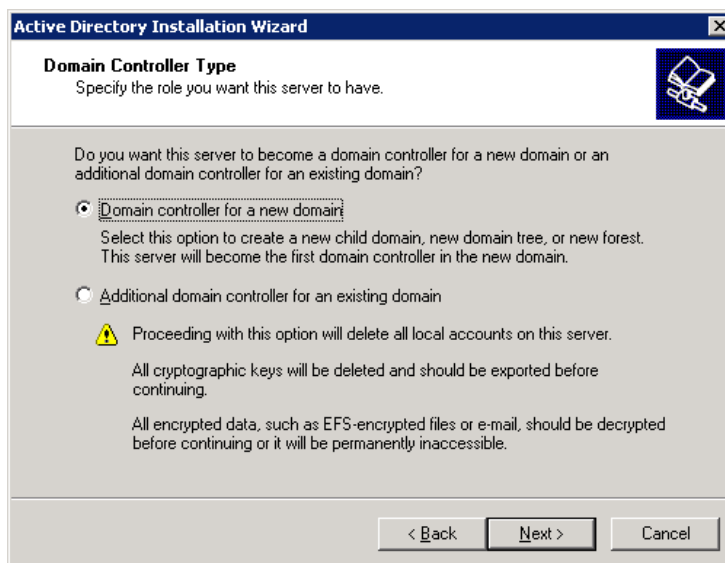 Active Directory Installation Wizard
Domain Controller Type
Specify the role you want this server to have.
Do you want this server to become a domain controller for a new domain or an
additional domain controller for an existing domain?
Domain controller for a new domain
Select this option to create a new child domain, new domain tree, or new forest.
This server will become the first domain controller in the new domain.
Additional domain controller for an existing domain
Proceeding with this option will delete all local accounts on this server.
All cryptographic keys will be deleted and should be exported before
continuing.
All encrypted data, such as EFS-encrypted files or e-mail, should be decrypted
before continuing or it will be permanently inaccessible.
< Back Next > Cancel